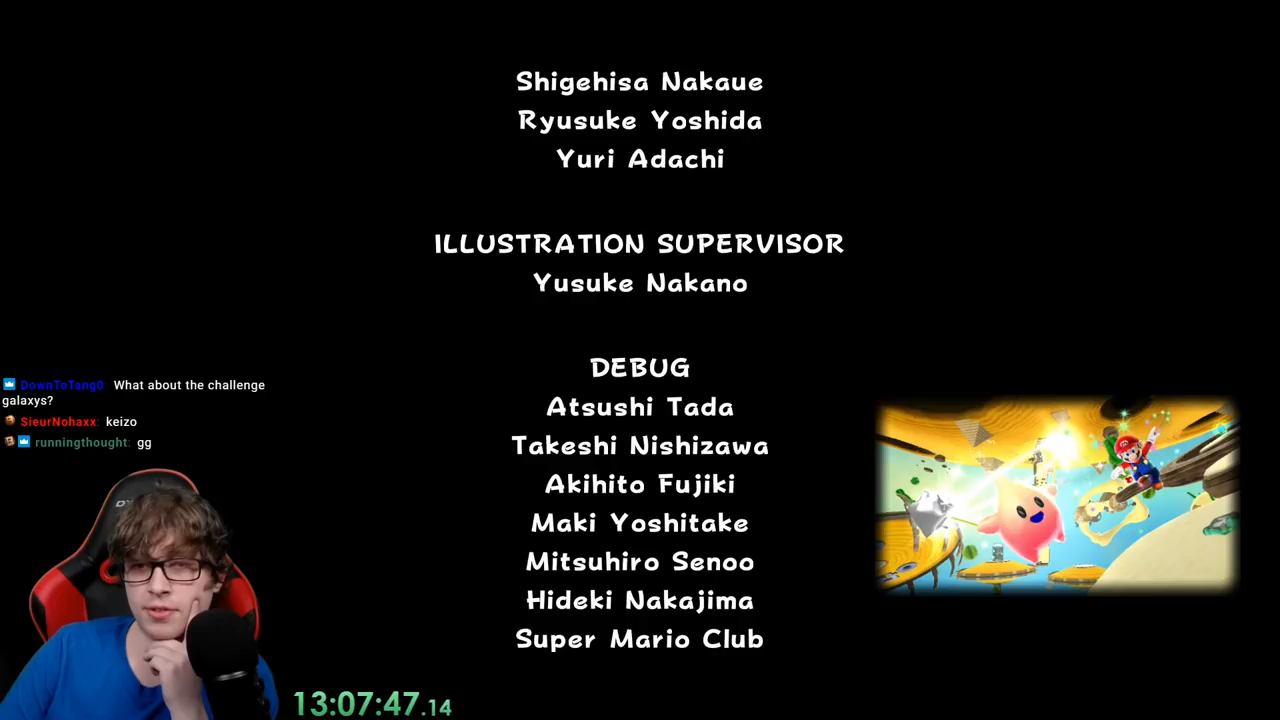 Shigehisa Nakaue
Ryusuke Yoshida
Yuri Adachi
ILLUSTRATION SUPERVISOR
Yusuke Nakano
DEBUG
Atsushi Tada
Takeshi Nishizawa
Akihito Fujiki
Maki Yoshitake
Mitsuhiro Senoo
Hideki Nakajima
Super Mario Club
DownToTang0: What about the challenge
galaxys?
SieurNohaxx: keizo
runningthought: gg
13:07:47.14